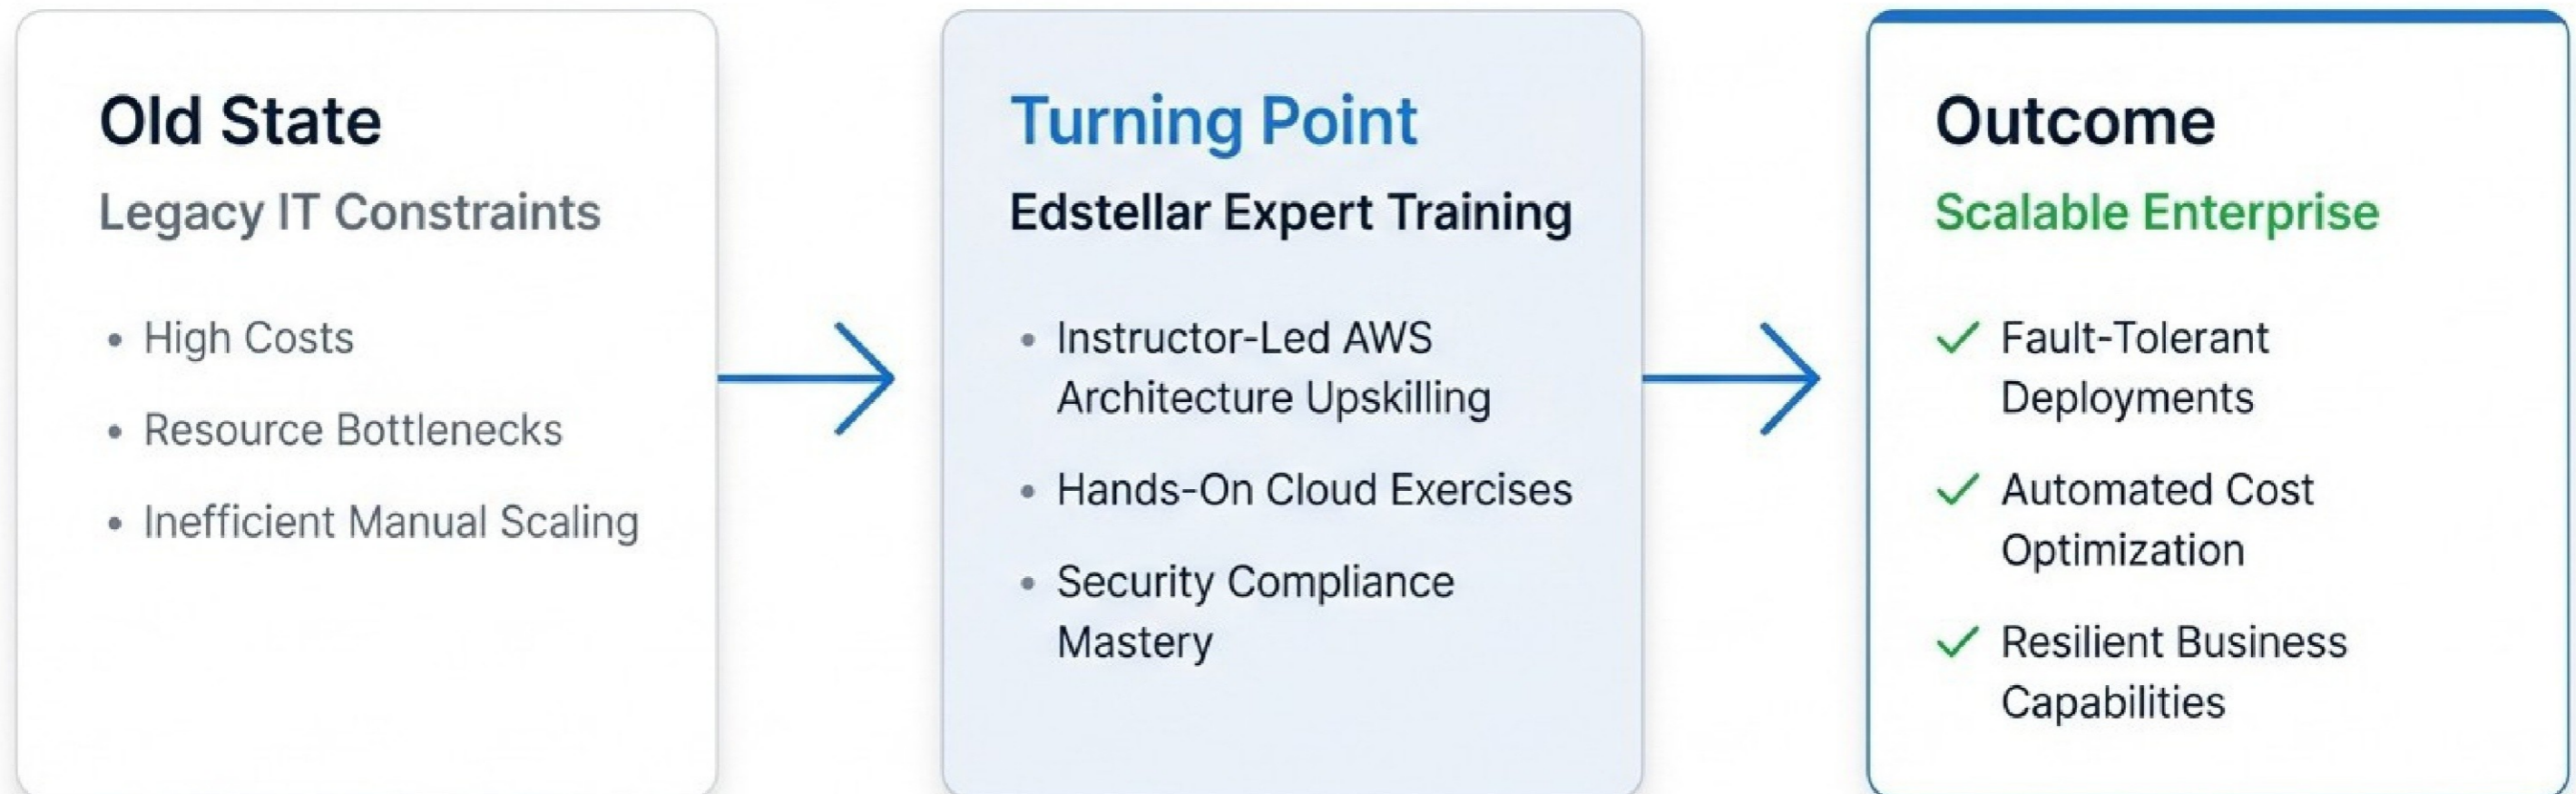 Old State
Legacy IT Constraints
• High Costs
• Resource Bottlenecks
• Inefficient Manual Scaling
Turning Point
Edstellar Expert Training
• Instructor-Led AWS
Architecture Upskilling
• Hands-On Cloud Exercises
• Security Compliance
Mastery
Outcome
Scalable Enterprise
✓ Fault-Tolerant
Deployments
✓ Automated Cost
Optimization
✓ Resilient Business
Capabilities